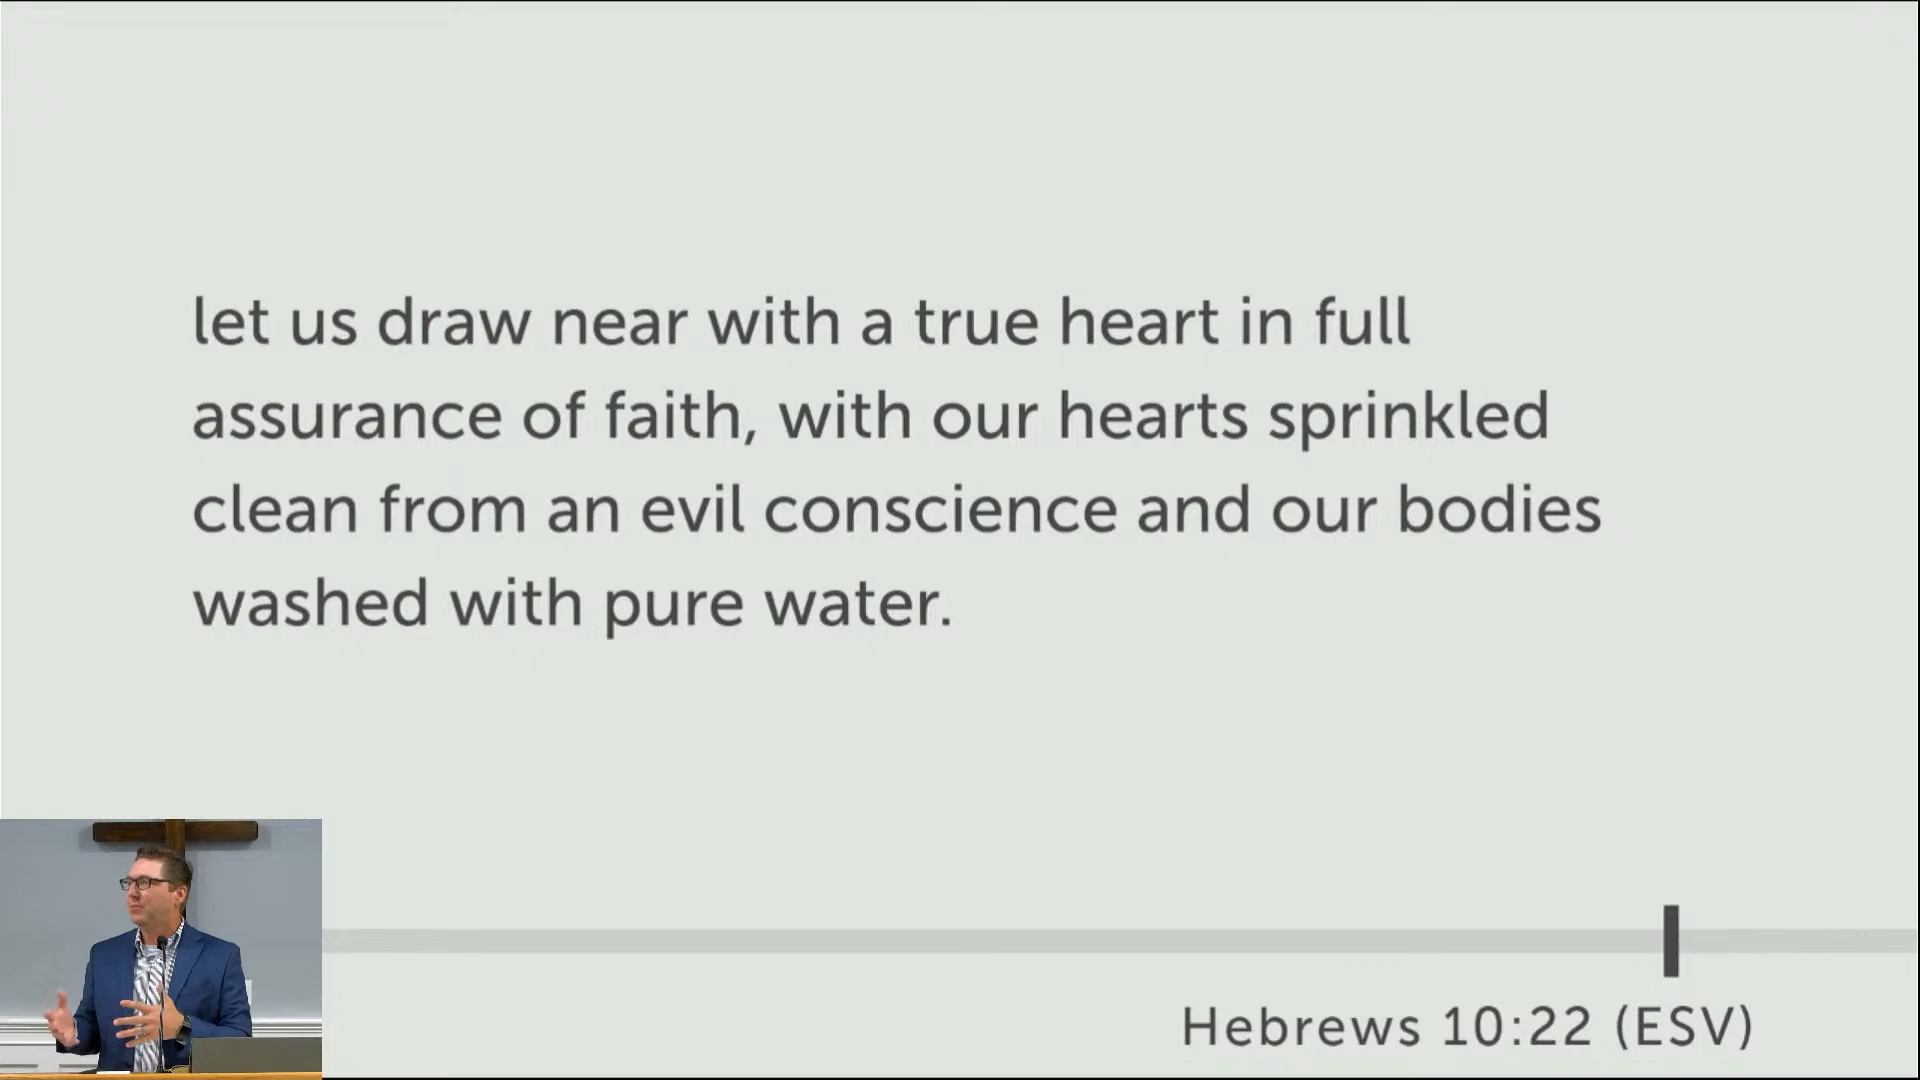 let us draw near with a true heart in full
assurance of faith, with our hearts sprinkled
clean from an evil conscience and our bodies
washed with pure water.
Hebrews 10:22 (ESV)